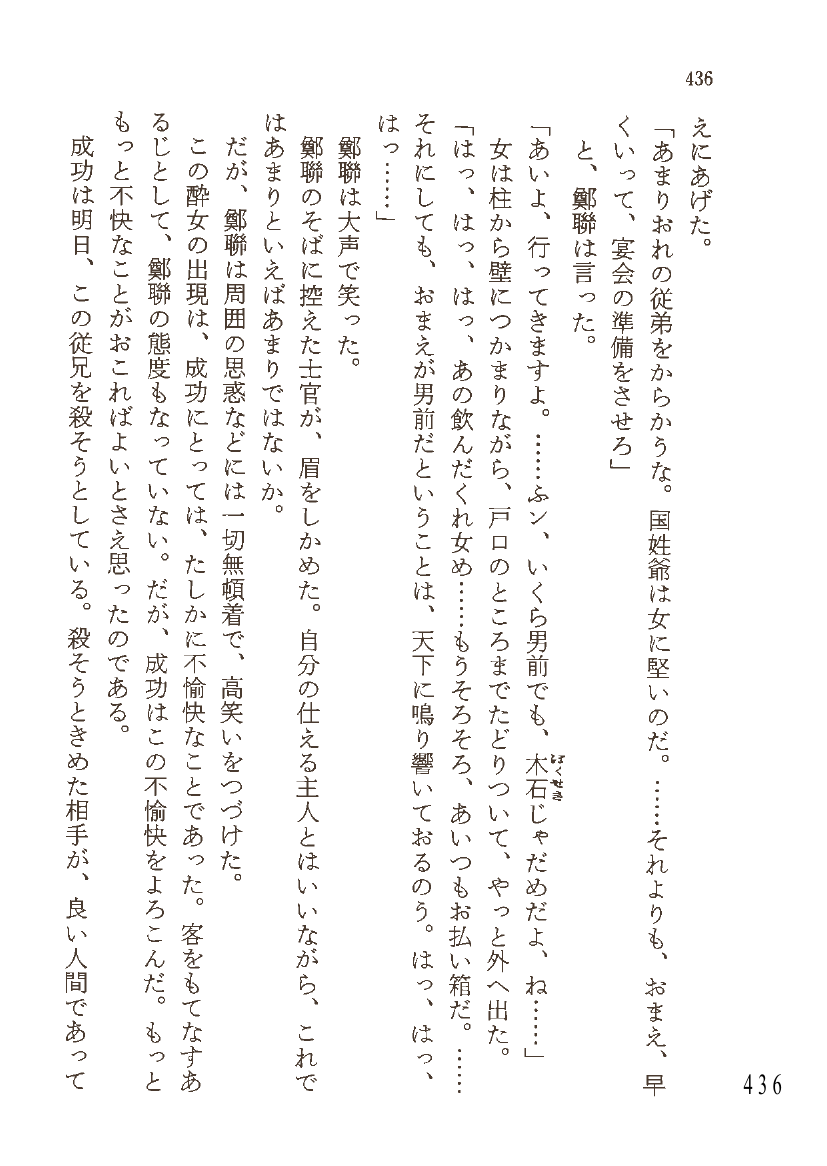 436
えにあげた。
「あまりおれの従弟をからかうな。国姓爺は女に堅いのだ。……それよりも、おまえ、早
くいって、宴会の準備をさせろ」
と、鄭聯は言った。
「あいよ、行ってきますよ。……ふン、いくら男前でも、木石じゃだめだよ、ね……」
ぼくせき
女は柱から壁につかまりながら、戸口のところまでたどりついて、やっと外へ出た。
「はっ、はっ、はっ、あの飲んだくれ女め……もうそろそろ、あいつもお払い箱だ。……
それにしても、おまえが男前だということは、天下に鳴り響いておるのう。はっ、はっ、
はっ……」
鄭聯は大声で笑った。
鄭聯のそばに控えた士官が、眉をしかめた。自分の仕える主人とはいいながら、これで
はあまりといえばあまりではないか。
だが、鄭聯は周囲の思惑などには一切無頓着で、高笑いをつづけた。
この酔女の出現は、成功にとっては、たしかに不愉快なことであった。客をもてなすあ
るじとして、鄭聯の態度もなっていない。だが、成功はこの不愉快をよろこんだ。もっと
もっと不快なことがおこればよいとさえ思ったのである。
成功は明日、この従兄を殺そうとしている。殺そうときめた相手が、良い人間であって
436